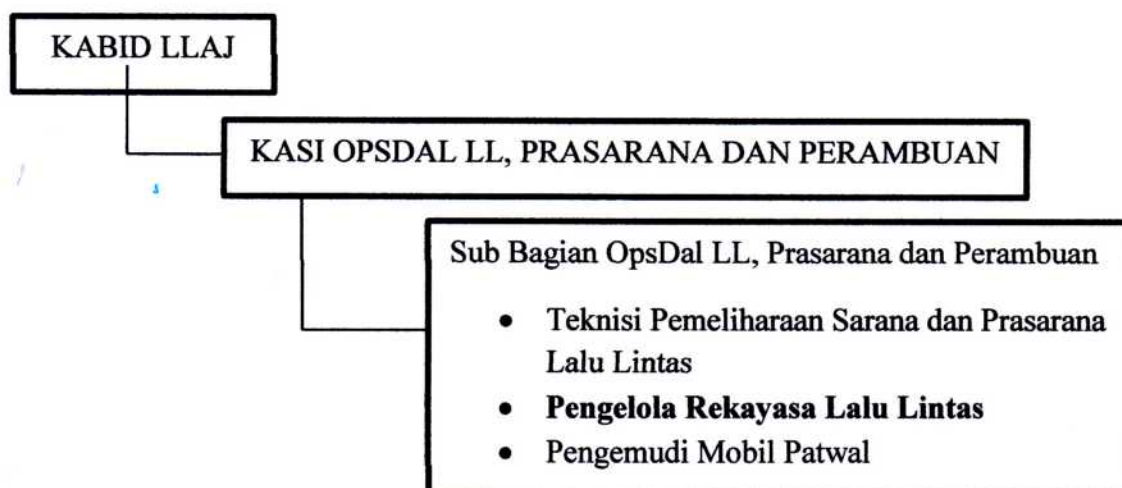 KABID LLAJ
KASI OPSDAL LL, PRASARANA DAN PERAMBUAN
Sub Bagian OpsDal LL, Prasarana dan Perambuan
• Teknisi Pemeliharaan Sarana dan Prasarana
Lalu Lintas
• Pengelola Rekayasa Lalu Lintas
• Pengemudi Mobil Patwal